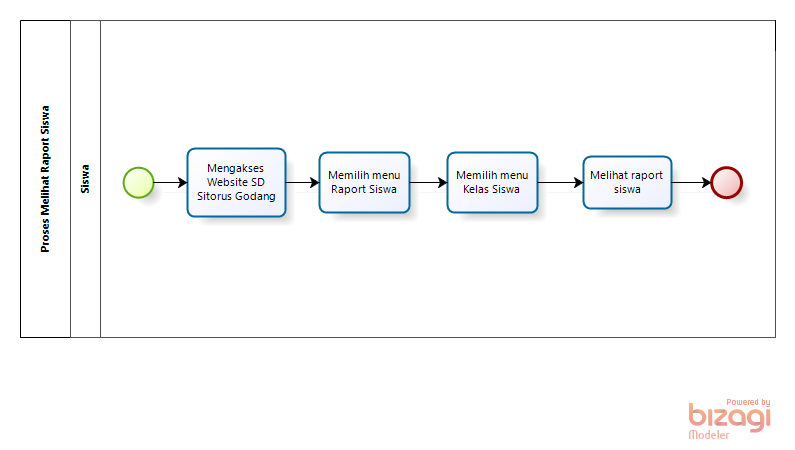 Proses Melihat Raport Siswa
Siswa
Mengakses
Website SD
Sitorus Godang
Memilih menu
Raport Siswa
Memilih menu
Kelas Siswa
Melihat raport
siswa
Powered by
bizagi
Modeler